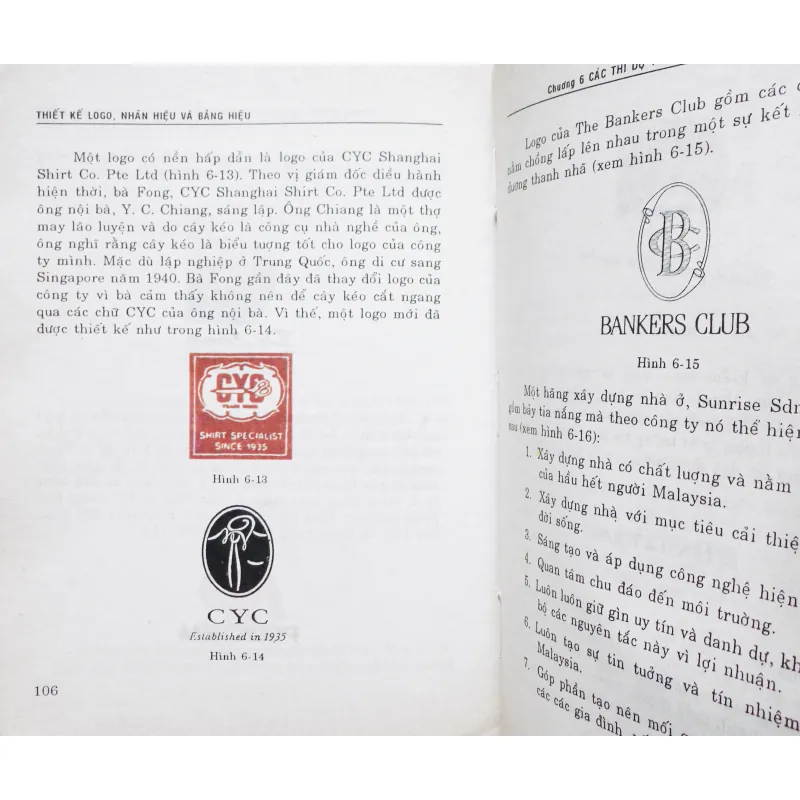 THIẾT KẾ LOGO, NHÃN HIỆU VÀ BẢNG HIỆU
Một logo có nền hấp dẫn là logo của CYC Shanghai
Shirt Co. Pte Ltd (hình 6-13). Theo vị giám đốc điều hành
hiện thời, bà Fong, CYC Shanghai Shirt Co. Pte Ltd được
ông nội bà, Y. C. Chiang, sáng lập. Ông Chiang là một thợ
may lão luyện và do cây kéo là công cụ nhà nghề của ông,
ông nghĩ rằng cây kéo là biểu tượng tốt cho logo của công
ty mình. Mặc dù lập nghiệp ở Trung Quốc, ông di cư sang
Singapore năm 1940. Bà Fong gần đây đã thay đổi logo của
công ty vì bà cảm thấy không nên để cây kéo cắt ngang
qua các chữ CYC của ông nội bà. Vì thế, một logo mới đã
được thiết kế như trong hình 6-14.
CYC
TRADE MARK
SHIRT SPECIALIST
SINCE 1935
Hình 6-13
CYC
Established in 1935
Hình 6-14
106
Chương 6 CÁC THÍ DỤ
Logo của The Bankers Club gồm các
nằm chồng lấp lên nhau trong một sự kết
đường thanh nhã (xem hình 6-15).
BC
BANKERS CLUB
Hình 6-15
Một hãng xây dựng nhà ở, Sunrise Sdn
gồm bảy tia nắng mà theo công ty nó thể hiện
sau (xem hình 6-16):
1. Xây dựng nhà có chất lượng và nằm
của hầu hết người Malaysia.
2. Xây dựng nhà với mục tiêu cải thiệ
đời sống.
3. Sáng tạo và áp dụng công nghệ hiện
4. Quan tâm chu đáo đến môi trường.
5. Luôn luôn giữ gìn uy tín và danh dự, kh
bộ các nguyên tắc này vì lợi nhuận.
6. Luôn tạo sự tin tưởng và tín nhiệm
Malaysia.
7. Góp phần tạo nên mối
các các gia đình